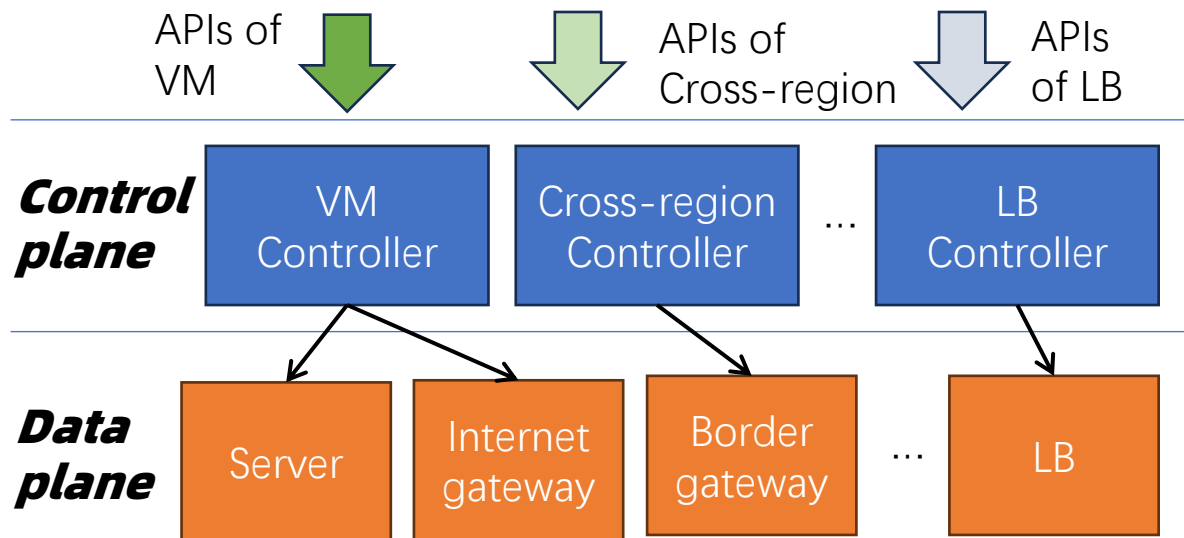 APIs of
VM
APIs of
Cross-region
APIs
of LB
Control
plane
VM
Controller
Cross-region
Controller
...
LB
Controller
Data
plane
Server
Internet
gateway
Border
gateway
...
LB